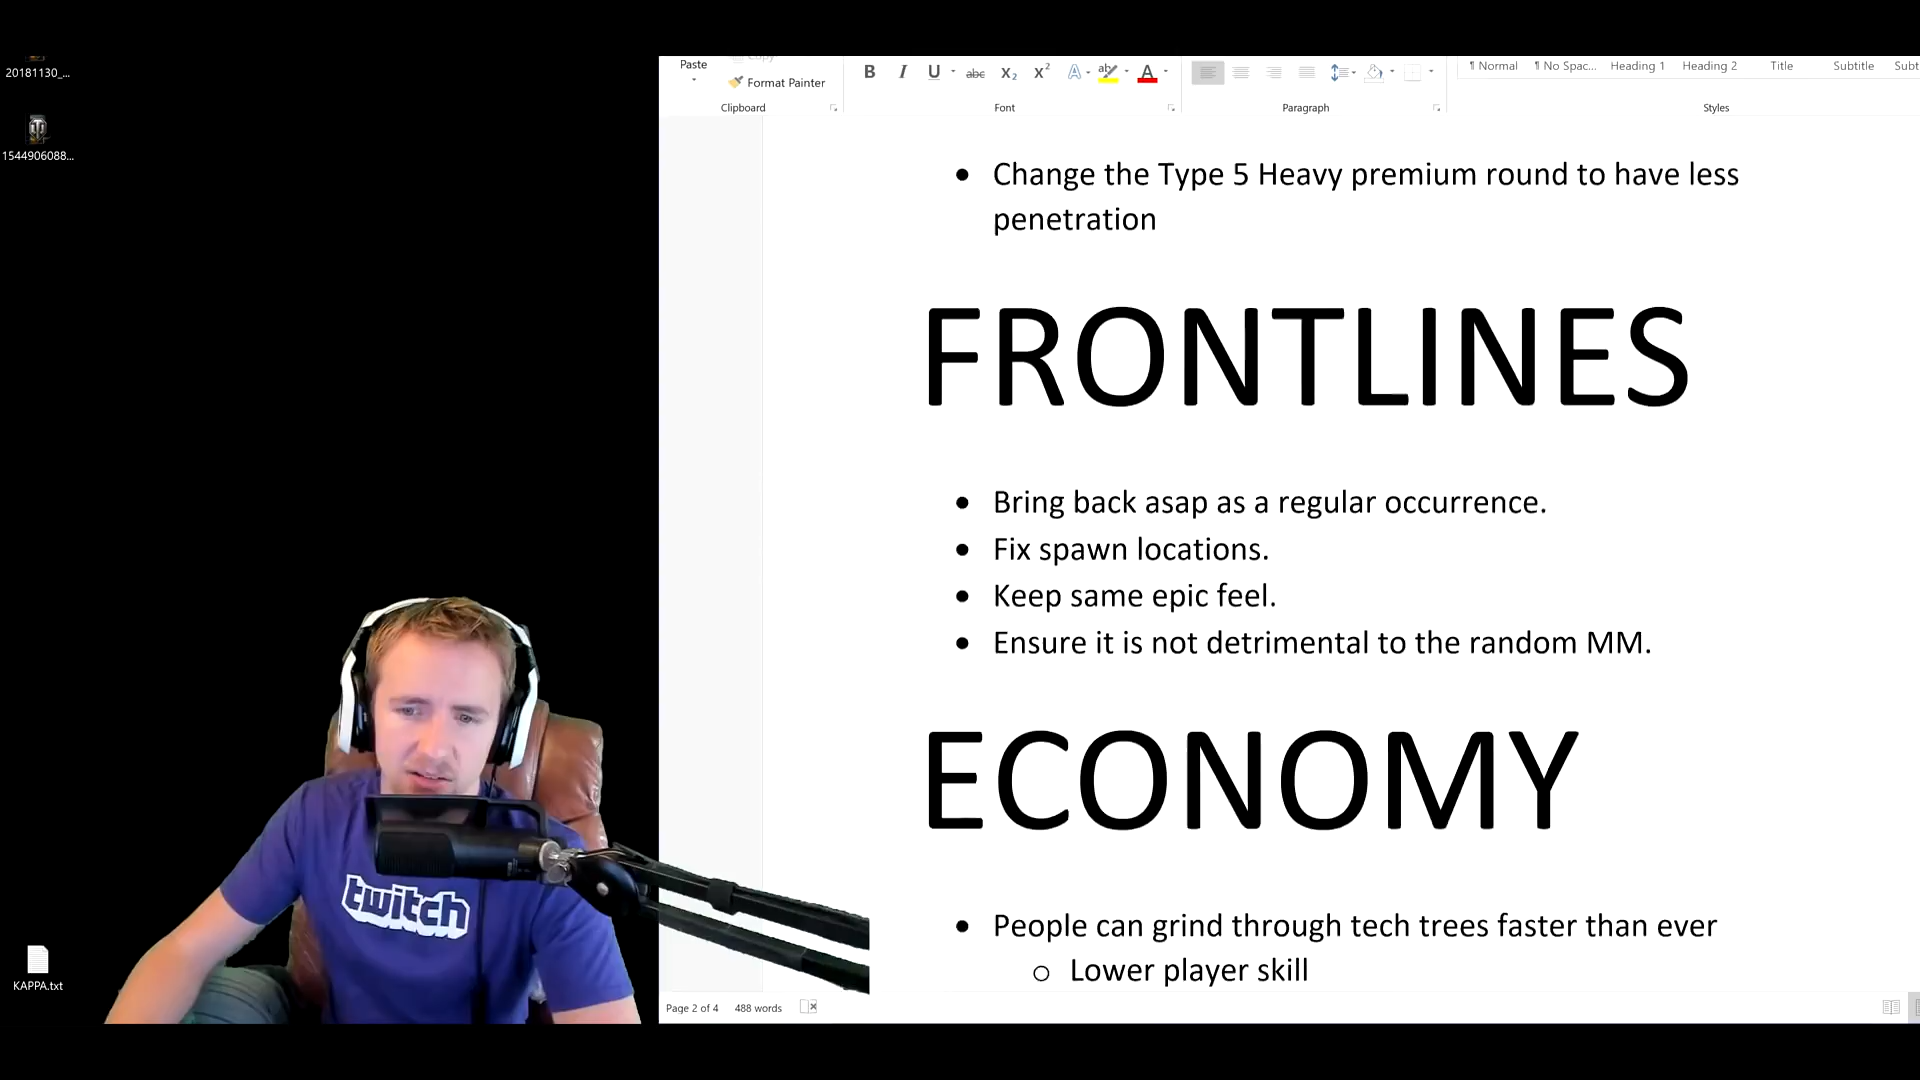 20181130_...
1544906088...
KAPPA.txt
twitch
Paste
Copy
Format Painter
Clipboard
B I U abc X₂ X² A ab A
Font
Paragraph
¶ Normal ¶ No Spac... Heading 1 Heading 2 Title Subtitle Subt
Styles
• Change the Type 5 Heavy premium round to have less
penetration
FRONTLINES
• Bring back asap as a regular occurrence.
• Fix spawn locations.
• Keep same epic feel.
• Ensure it is not detrimental to the random MM.
ECONOMY
• People can grind through tech trees faster than ever
o Lower player skill
Page 2 of 4 488 words